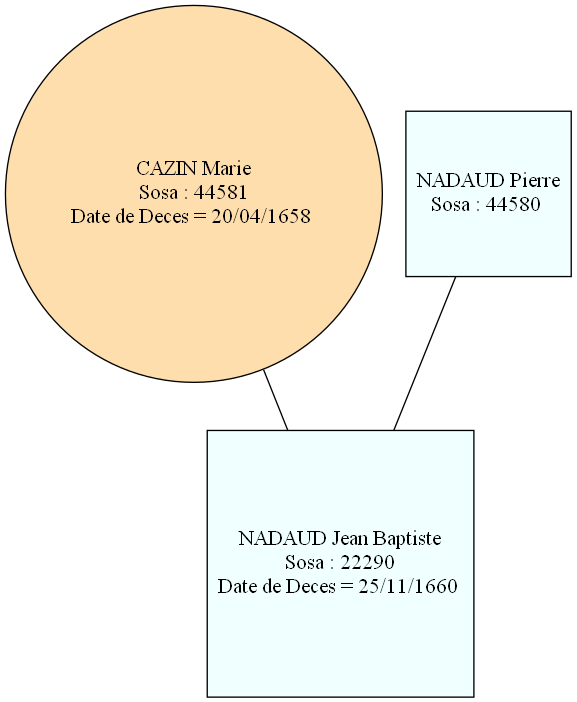 CAZIN Marie
Sosa : 44581
Date de Deces = 20/04/1658
NADAUD Pierre
Sosa : 44580
NADAUD Jean Baptiste
Sosa : 22290
Date de Deces = 25/11/1660